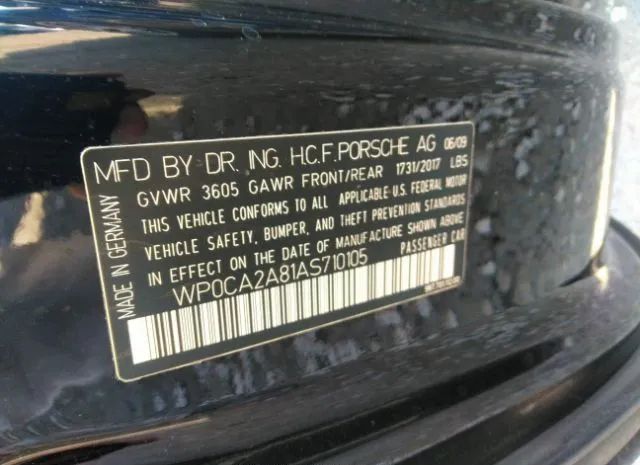 MFD BY DR. ING. H.C.F. PORSCHE AG 06/09
GVWR 3605 GAWR FRONT/REAR 1731/2017 LBS
THIS VEHICLE CONFORMS TO ALL APPLICABLE U.S. FEDERAL MOTOR
VEHICLE SAFETY, BUMPER, AND THEFT PREVENTION STANDARDS
IN EFFECT ON THE DATE OF MANUFACTURE SHOWN ABOVE
WP0CA2A81AS710105 PASSENGER CAR
MADE IN GERMANY